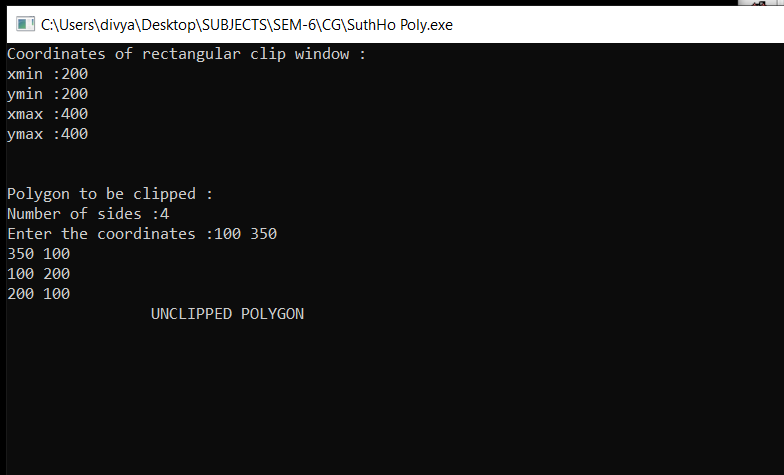 C:\Users\divya\Desktop\SUBJECTS\SEM-6\CG\SuthHo Poly.exe
Coordinates of rectangular clip window :
xmin :200
ymin :200
xmax :400
ymax :400
Polygon to be clipped :
Number of sides :4
Enter the coordinates :100 350
350 100
100 200
200 100
UNCLIPPED POLYGON